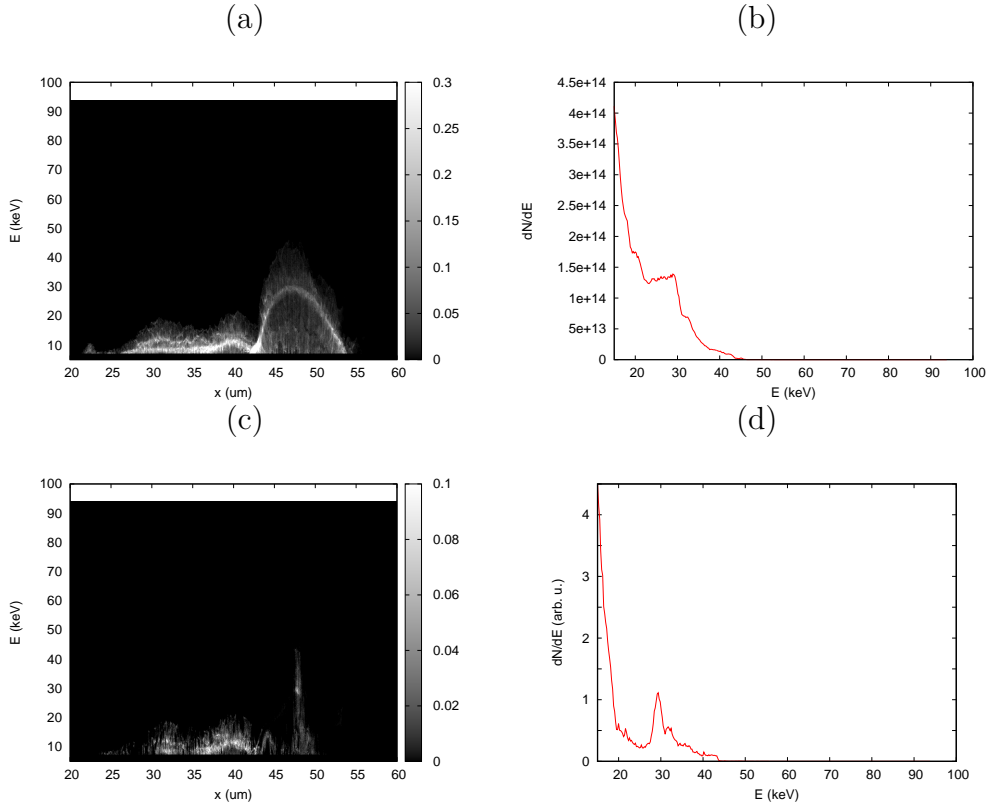 (a)
100
90
80
70
60
50
40
30
20
10
E (keV)
20 25 30 35 40 45 50 55 60
x (um)
0.3
0.25
0.2
0.15
0.1
0.05
0
(b)
4.5e+14
4e+14
3.5e+14
3e+14
2.5e+14
2e+14
1.5e+14
1e+14
5e+13
0
dN/dE
20 30 40 50 60 70 80 90 100
E (keV)
(c)
100
90
80
70
60
50
40
30
20
10
E (keV)
20 25 30 35 40 45 50 55 60
x (um)
0.1
0.08
0.06
0.04
0.02
0
(d)
4
3
2
1
0
dN/dE (arb. u.)
20 30 40 50 60 70 80 90 100
E (keV)